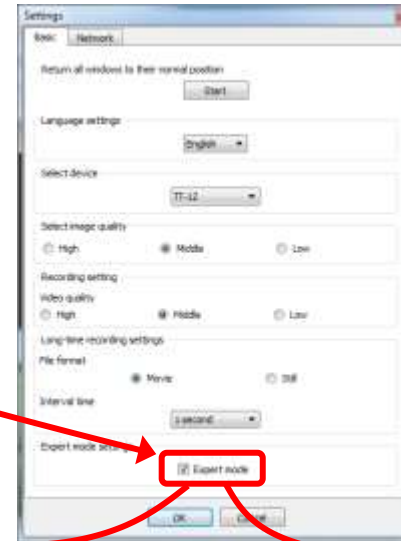 Settings
Basic Network
Return all windows to their normal position
Start
Language settings
English
Select device
TT-12
Select image quality
High Middle Low
Recording setting
Video quality
High Middle Low
Long-time recording settings
File format
Movie Still
Interval time
1 second
Expert mode
Expert mode
OK Cancel